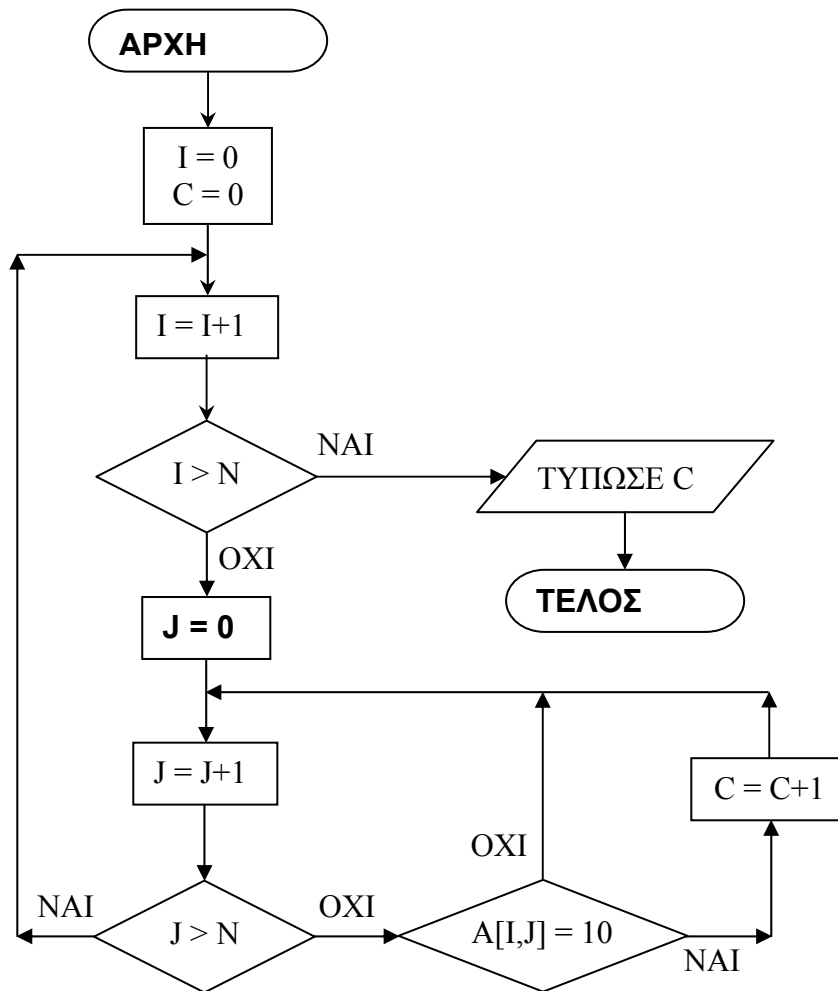 ΑΡΧΗ
I = 0
C = 0
I = I+1
I > N
ΝΑΙ
ΤΥΠΩΣΕ C
ΟΧΙ
ΤΕΛΟΣ
J = 0
J = J+1
C = C+1
ΟΧΙ
ΝΑΙ
J > N
ΟΧΙ
A[I,J] = 10
ΝΑΙ